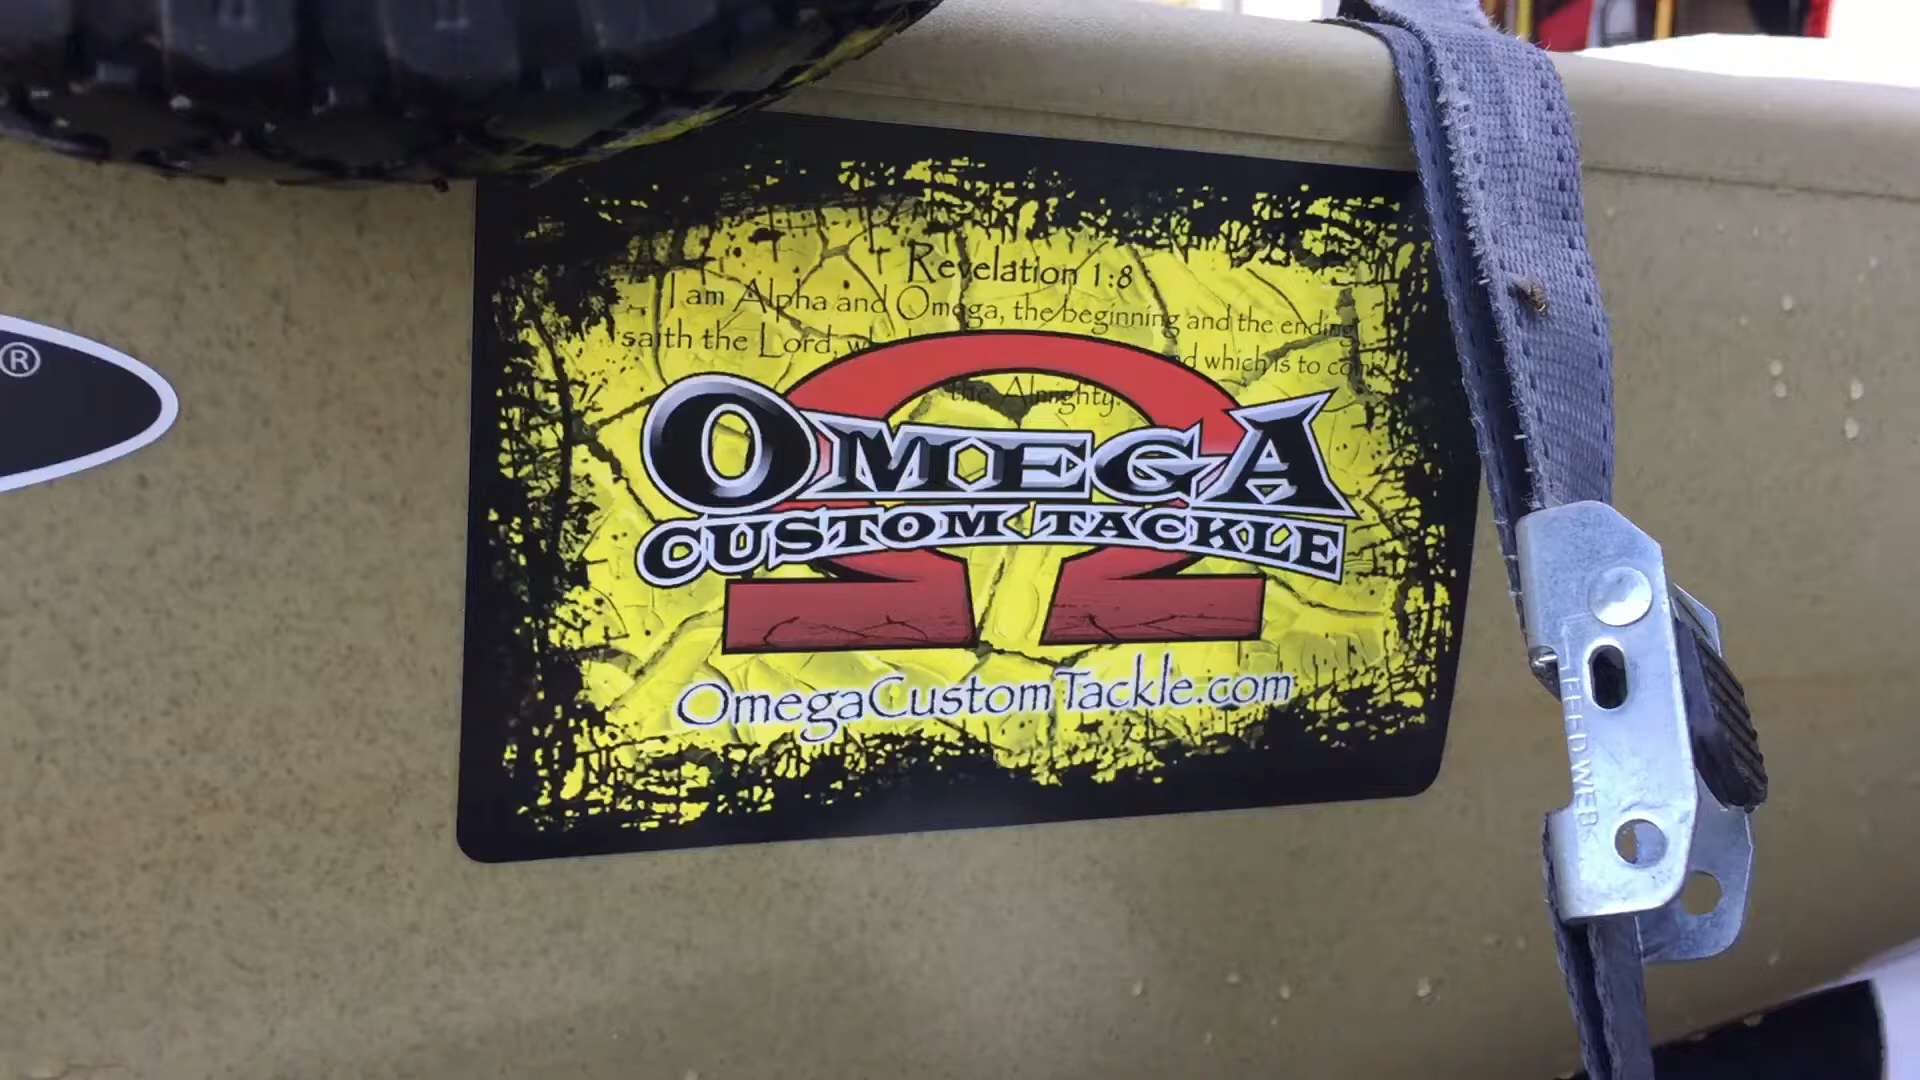 Revelation 1:8
I am Alpha and Omega, the beginning and the ending
saith the Lord, which is to come
the Almighty.
OMEGA
CUSTOM TACKLE
OmegaCustomTackle.com
®